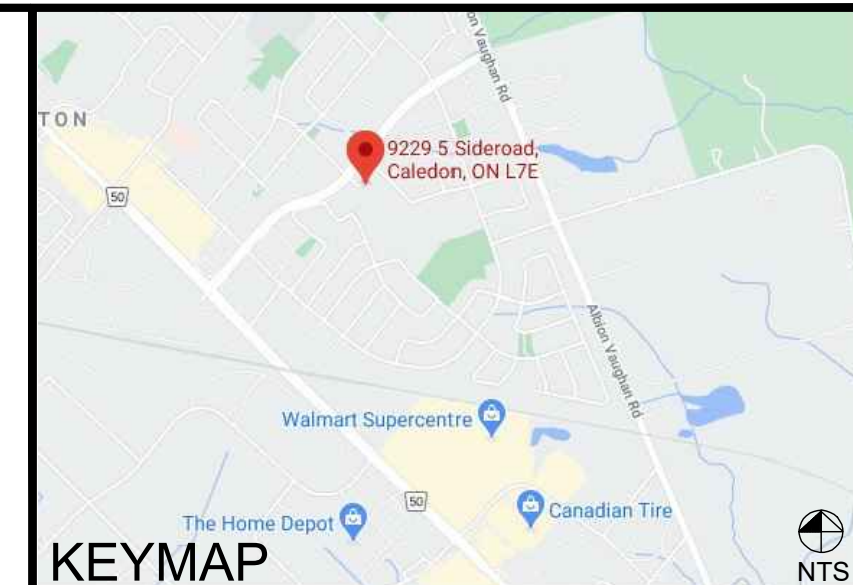 on Vaughan Rd
TON
9229 5 Sideroad,
Caledon, ON L7E
50
Albion Vaughan Rd
Walmart Supercentre
50
Canadian Tire
The Home Depot
KEYMAP
NTS